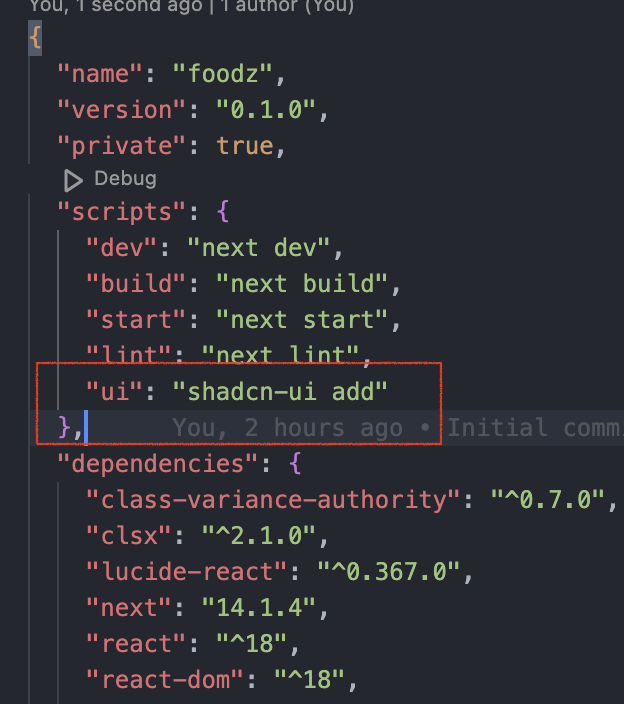 You, 1 second ago | 1 author (You)
{
"name": "foodz",
"version": "0.1.0",
"private": true,
Debug
"scripts": {
"dev": "next dev",
"build": "next build",
"start": "next start",
"lint": "next lint",
"ui": "shadcn-ui add"
}, You, 2 hours ago • Initial comm
"dependencies": {
"class-variance-authority": "^0.7.0",
"clsx": "^2.1.0",
"lucide-react": "^0.367.0",
"next": "14.1.4",
"react": "^18",
"react-dom": "^18",